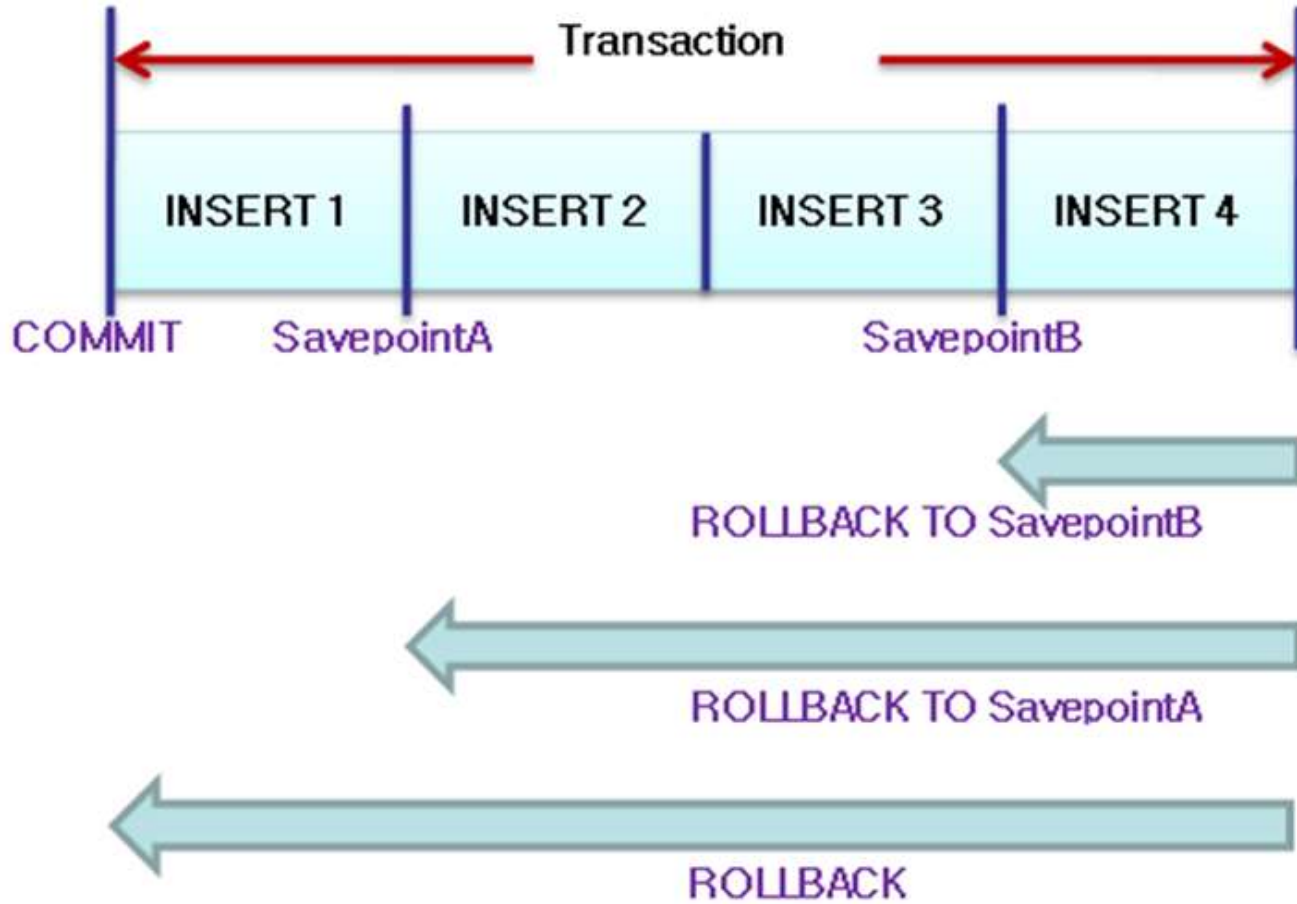 Transaction
INSERT 1 INSERT 2 INSERT 3 INSERT 4
COMMIT SavepointA SavepointB
ROLLBACK TO SavepointB
ROLLBACK TO SavepointA
ROLLBACK